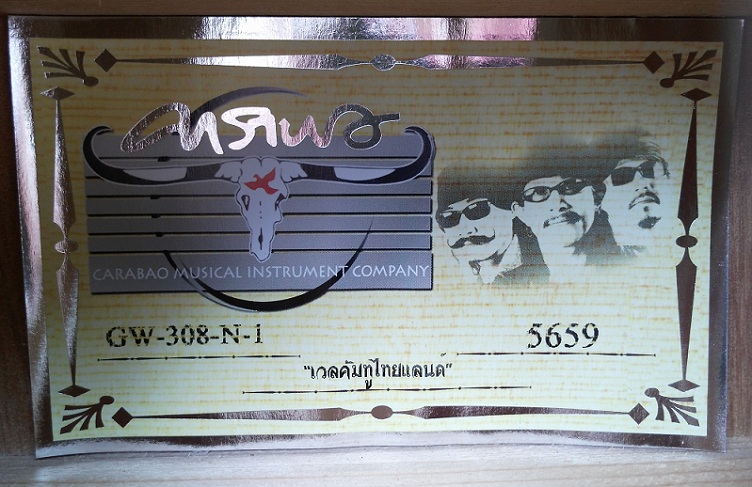 คาราบาว
CARABAO MUSICAL INSTRUMENT COMPANY
GW-308-N-1
5659
"เวลคัมทูไทยแลนด์"